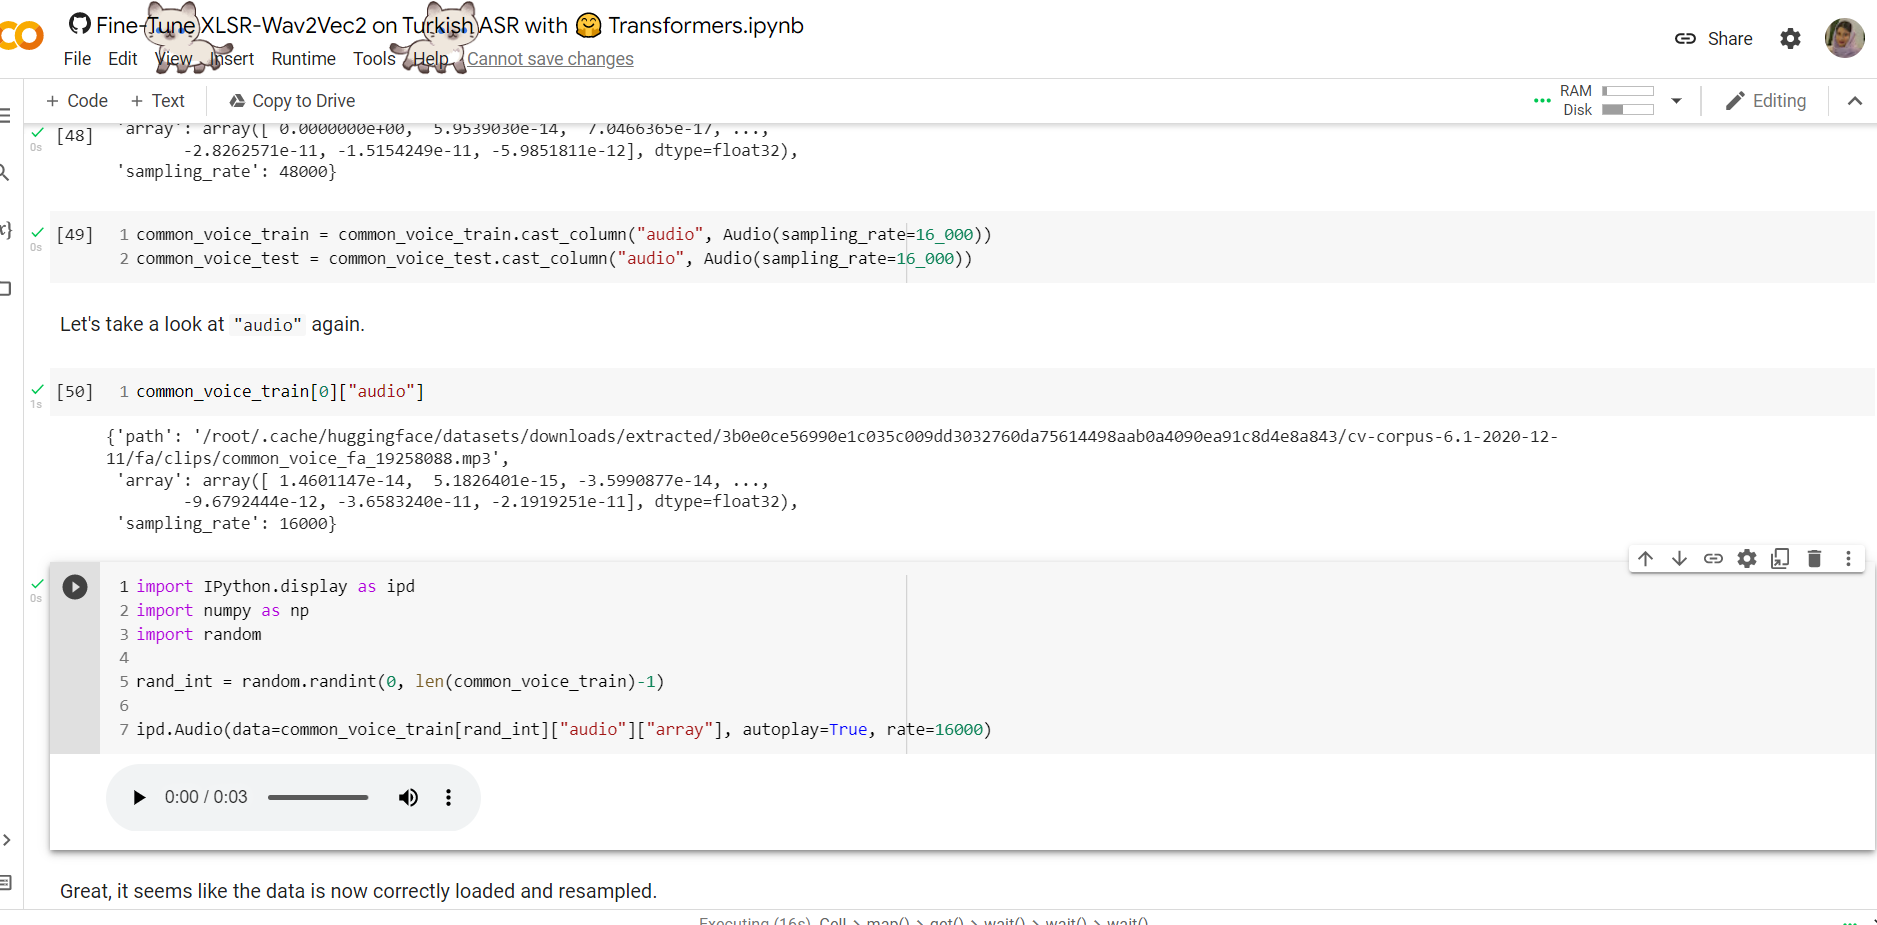 Fine-Tune XLSR-Wav2Vec2 on Turkish ASR with 🤗 Transformers.ipynb
File Edit View Insert Runtime Tools Help Cannot save changes
Share
+ Code + Text Copy to Drive
RAM
Disk
Editing
[48]
0s
'array': array([ 0.0000000e+00,  5.9539030e-14,  7.0466365e-17, ...,
-2.8262571e-11, -1.5154249e-11, -5.9851811e-12], dtype=float32),
'sampling_rate': 48000}
[49]
0s
1 common_voice_train = common_voice_train.cast_column("audio", Audio(sampling_rate=16_000))
2 common_voice_test = common_voice_test.cast_column("audio", Audio(sampling_rate=16_000))
Let's take a look at "audio" again.
[50]
1s
1 common_voice_train[0]["audio"]
{'path': '/root/.cache/huggingface/datasets/downloads/extracted/3b0e0ce56990e1c035c009dd3032760da75614498aab0a4090ea91c8d4e8a843/cv-corpus-6.1-2020-12-
11/fa/clips/common_voice_fa_19258088.mp3',
'array': array([ 1.4601147e-14,  5.1826401e-15, -3.5990877e-14, ...,
-9.6792444e-12, -3.6583240e-11, -2.1919251e-11], dtype=float32),
'sampling_rate': 16000}
0s
1 import IPython.display as ipd
2 import numpy as np
3 import random
4
5 rand_int = random.randint(0, len(common_voice_train)-1)
6
7 ipd.Audio(data=common_voice_train[rand_int]["audio"]["array"], autoplay=True, rate=16000)
0:00 / 0:03
Great, it seems like the data is now correctly loaded and resampled.
Executing (16s) Cell > map() > get() > wait() > wait() > wait()